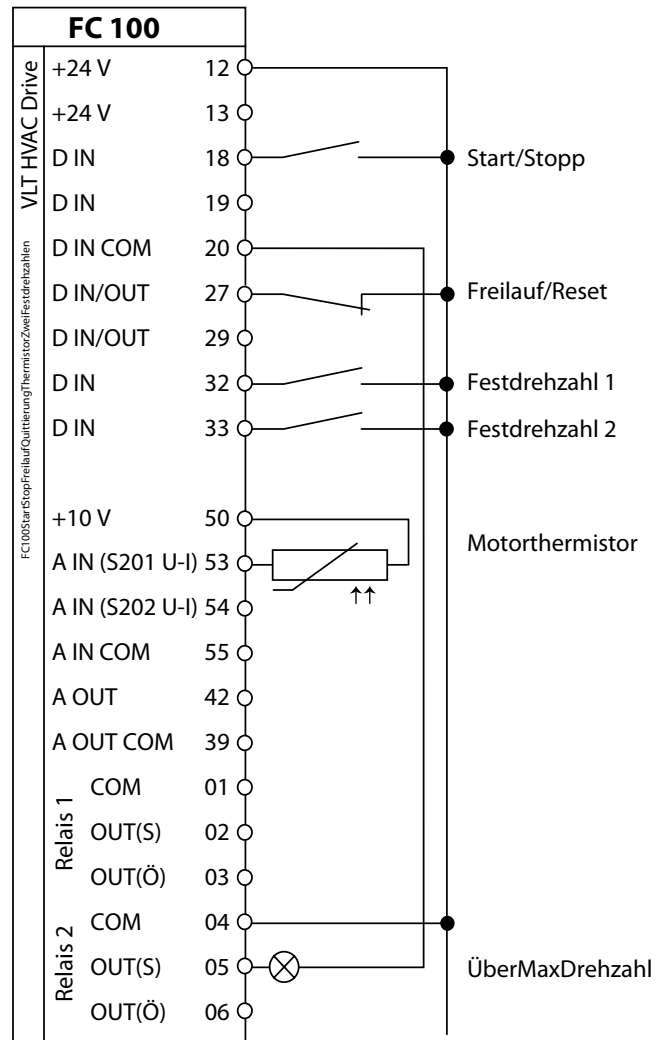 FC 100
VLT HVAC Drive
FC100StartStopFreilaufQuittierungThermistorZweiFestdrehzahlen
+24 V 12
+24 V 13
D IN 18 Start/Stopp
D IN 19
D IN COM 20
D IN/OUT 27 Freilauf/Reset
D IN/OUT 29
D IN 32 Festdrehzahl 1
D IN 33 Festdrehzahl 2
+10 V 50
Motorthermistor
A IN (S201 U-I) 53
A IN (S202 U-I) 54
A IN COM 55
A OUT 42
A OUT COM 39
Relais 1
COM 01
OUT(S) 02
OUT(Ö) 03
Relais 2
COM 04
OUT(S) 05 ÜberMaxDrehzahl
OUT(Ö) 06